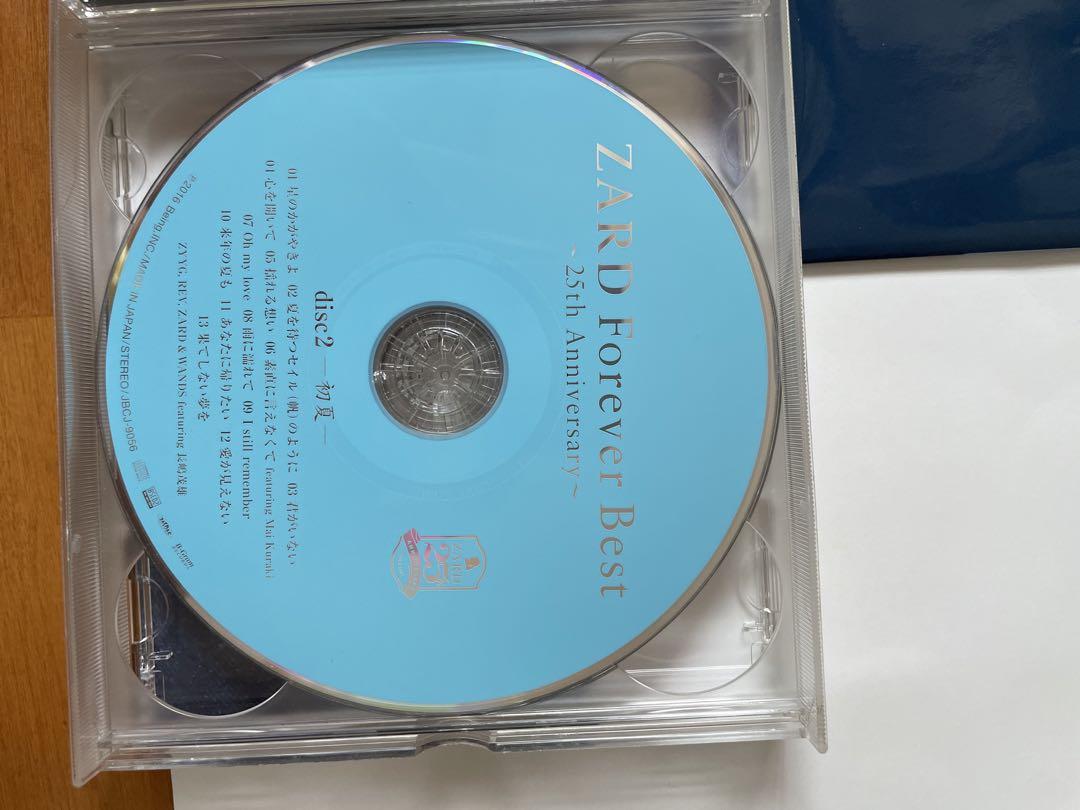 ZARD Forever Best
~25th Anniversary~
ZARD
25
disc2 —初夏—
01 星のかがやきよ 02 夏を待つセイル(帆)のように 03 君がいない
01 心を開いて 05 揺れる想い 06 素直に言えなくて featuring Mai Kuraki
07 Oh my love 08 雨に濡れて 09 I still remember
10 来年の夏も 11 あなたに帰りたい 12 愛が見えない
13 果てしない夢を
ZYYG, REV, ZARD & WANDS featuring 長嶋茂雄
℗2016 Being,INC./MADE IN JAPAN/STEREO/JBCJ-9056
B-Gram